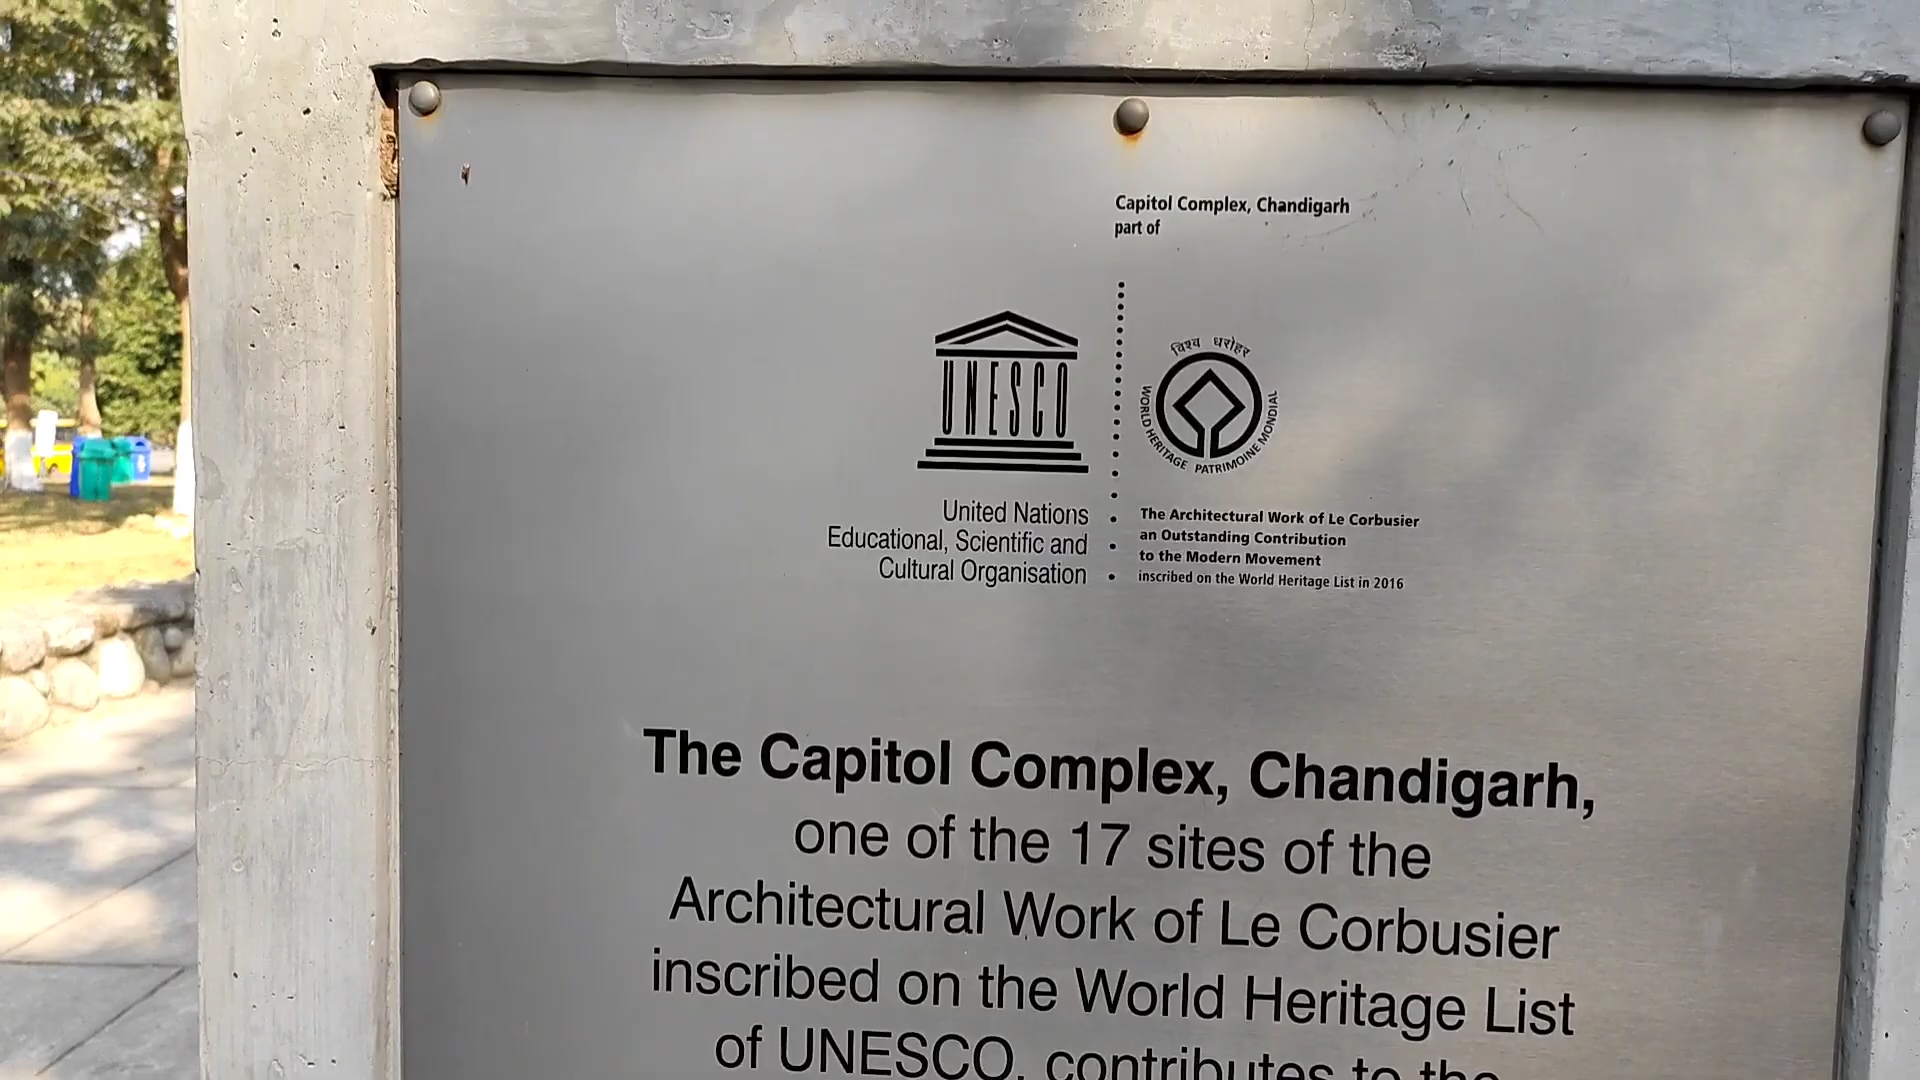 Capitol Complex, Chandigarh
part of
UNESCO
United Nations
Educational, Scientific and
Cultural Organisation
विश्व धरोहर
WORLD HERITAGE PATRIMOINE MONDIAL
The Architectural Work of Le Corbusier
an Outstanding Contribution
to the Modern Movement
inscribed on the World Heritage List in 2016
The Capitol Complex, Chandigarh,
one of the 17 sites of the
Architectural Work of Le Corbusier
inscribed on the World Heritage List
of UNESCO, contributes to the